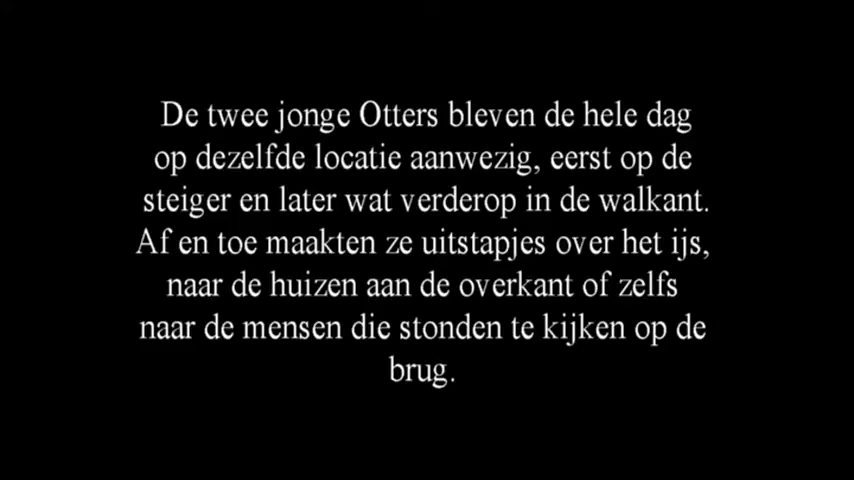 De twee jonge Otters bleven de hele dag
op dezelfde locatie aanwezig, eerst op de
steiger en later wat verderop in de walkant.
Af en toe maakten ze uitstapjes over het ijs,
naar de huizen aan de overkant of zelfs
naar de mensen die stonden te kijken op de
brug.